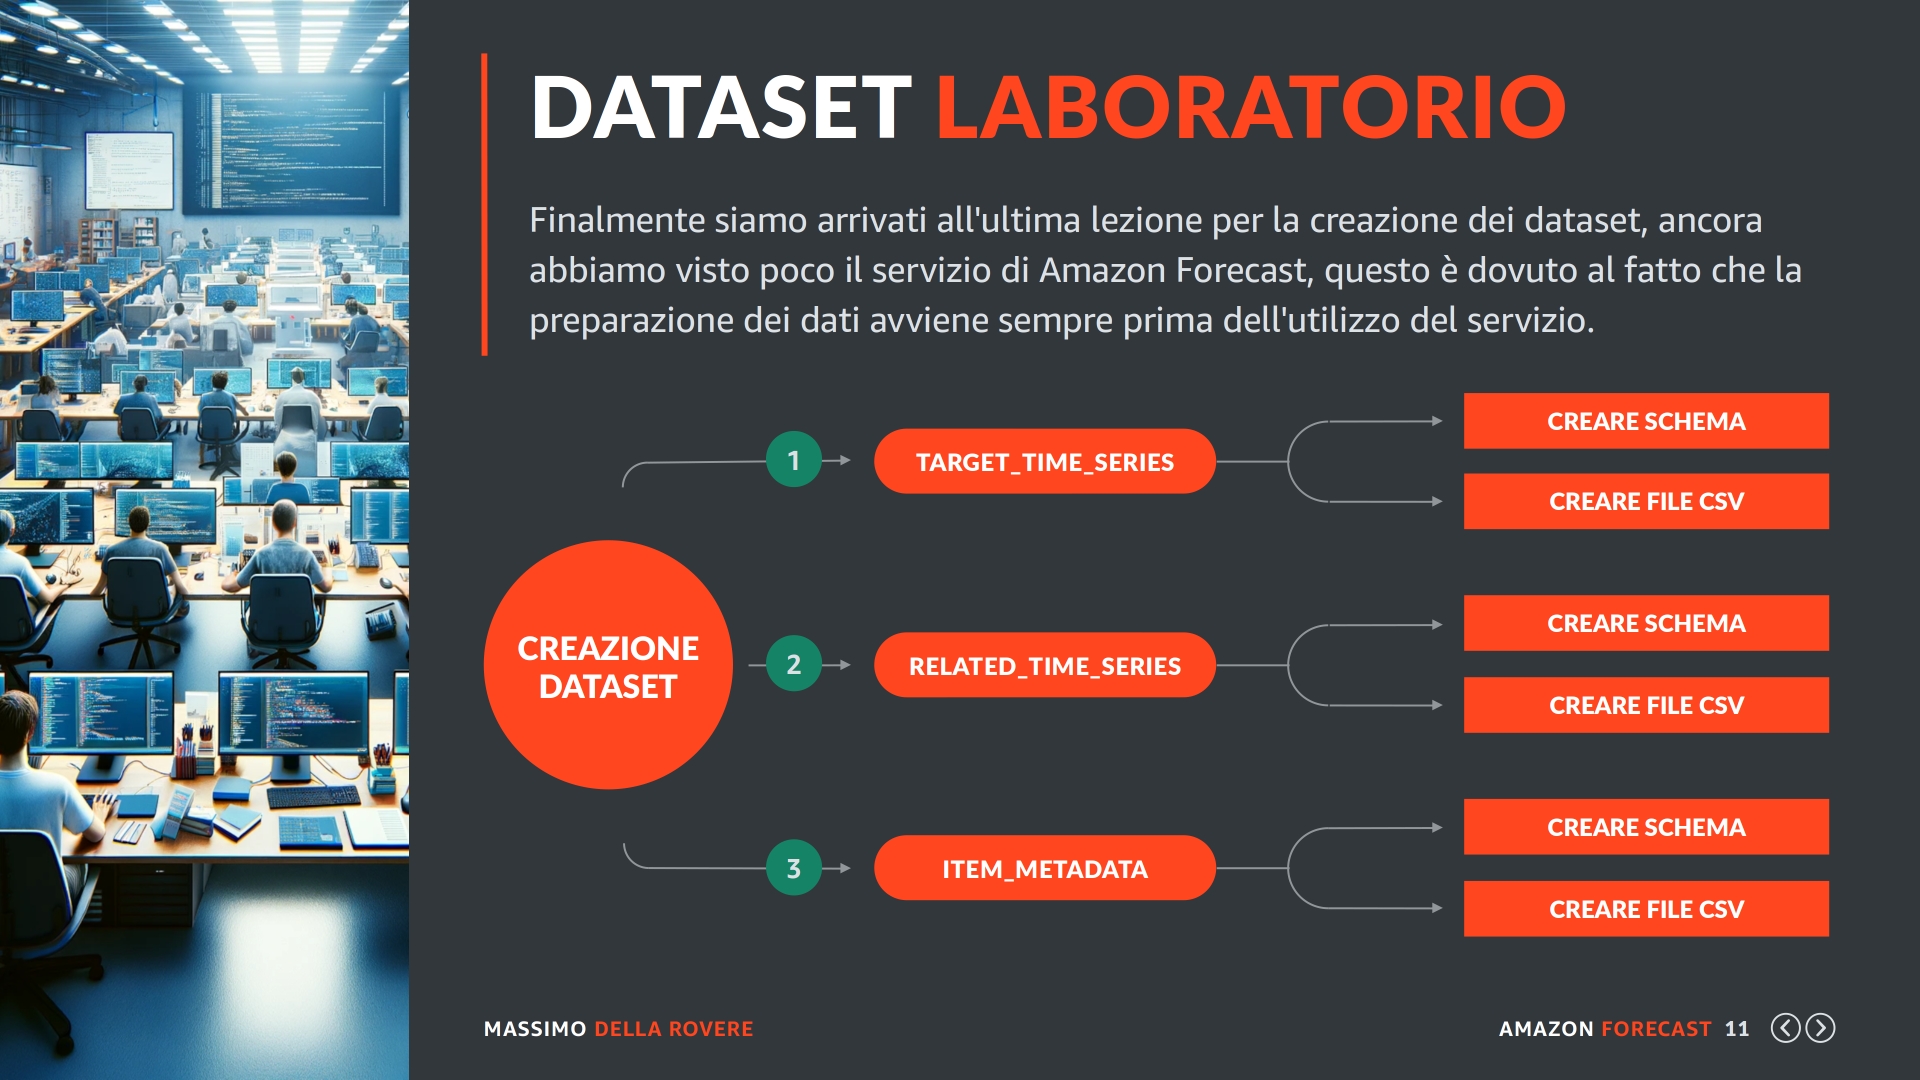 DATASET LABORATORIO
Finalmente siamo arrivati all'ultima lezione per la creazione dei dataset, ancora
abbiamo visto poco il servizio di Amazon Forecast, questo è dovuto al fatto che la
preparazione dei dati avviene sempre prima dell'utilizzo del servizio.
CREAZIONE
DATASET
1
TARGET_TIME_SERIES
CREARE SCHEMA
CREARE FILE CSV
2
RELATED_TIME_SERIES
CREARE SCHEMA
CREARE FILE CSV
3
ITEM_METADATA
CREARE SCHEMA
CREARE FILE CSV
MASSIMO DELLA ROVERE
AMAZON FORECAST 11